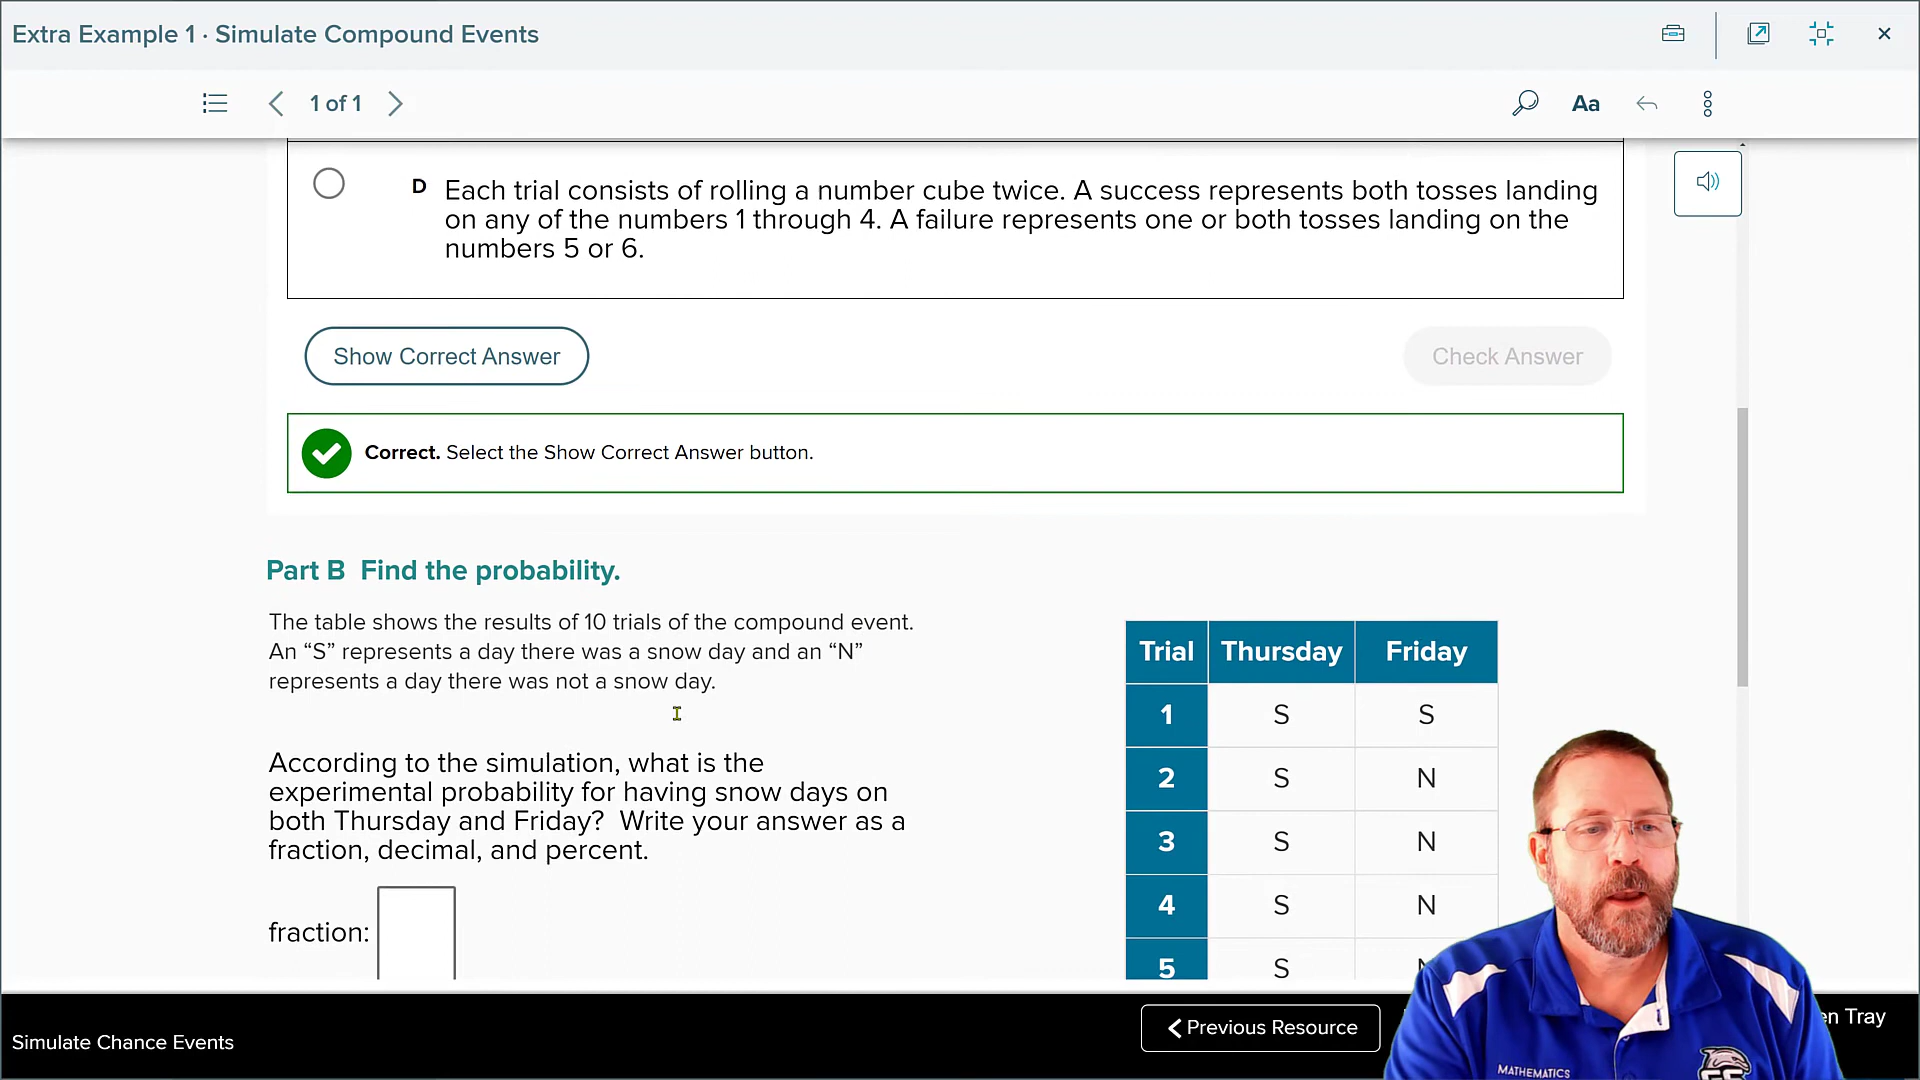 Extra Example 1 · Simulate Compound Events
1 of 1
Aa
D Each trial consists of rolling a number cube twice. A success represents both tosses landing
on any of the numbers 1 through 4. A failure represents one or both tosses landing on the
numbers 5 or 6.
Show Correct Answer
Check Answer
Correct. Select the Show Correct Answer button.
Part B Find the probability.
The table shows the results of 10 trials of the compound event.
An “S” represents a day there was a snow day and an “N”
represents a day there was not a snow day.
According to the simulation, what is the
experimental probability for having snow days on
both Thursday and Friday? Write your answer as a
fraction, decimal, and percent.
fraction:
Trial Thursday Friday
1 S S
2 S N
3 S N
4 S N
5 S
Previous Resource
en Tray
Simulate Chance Events
MATHEMATICS